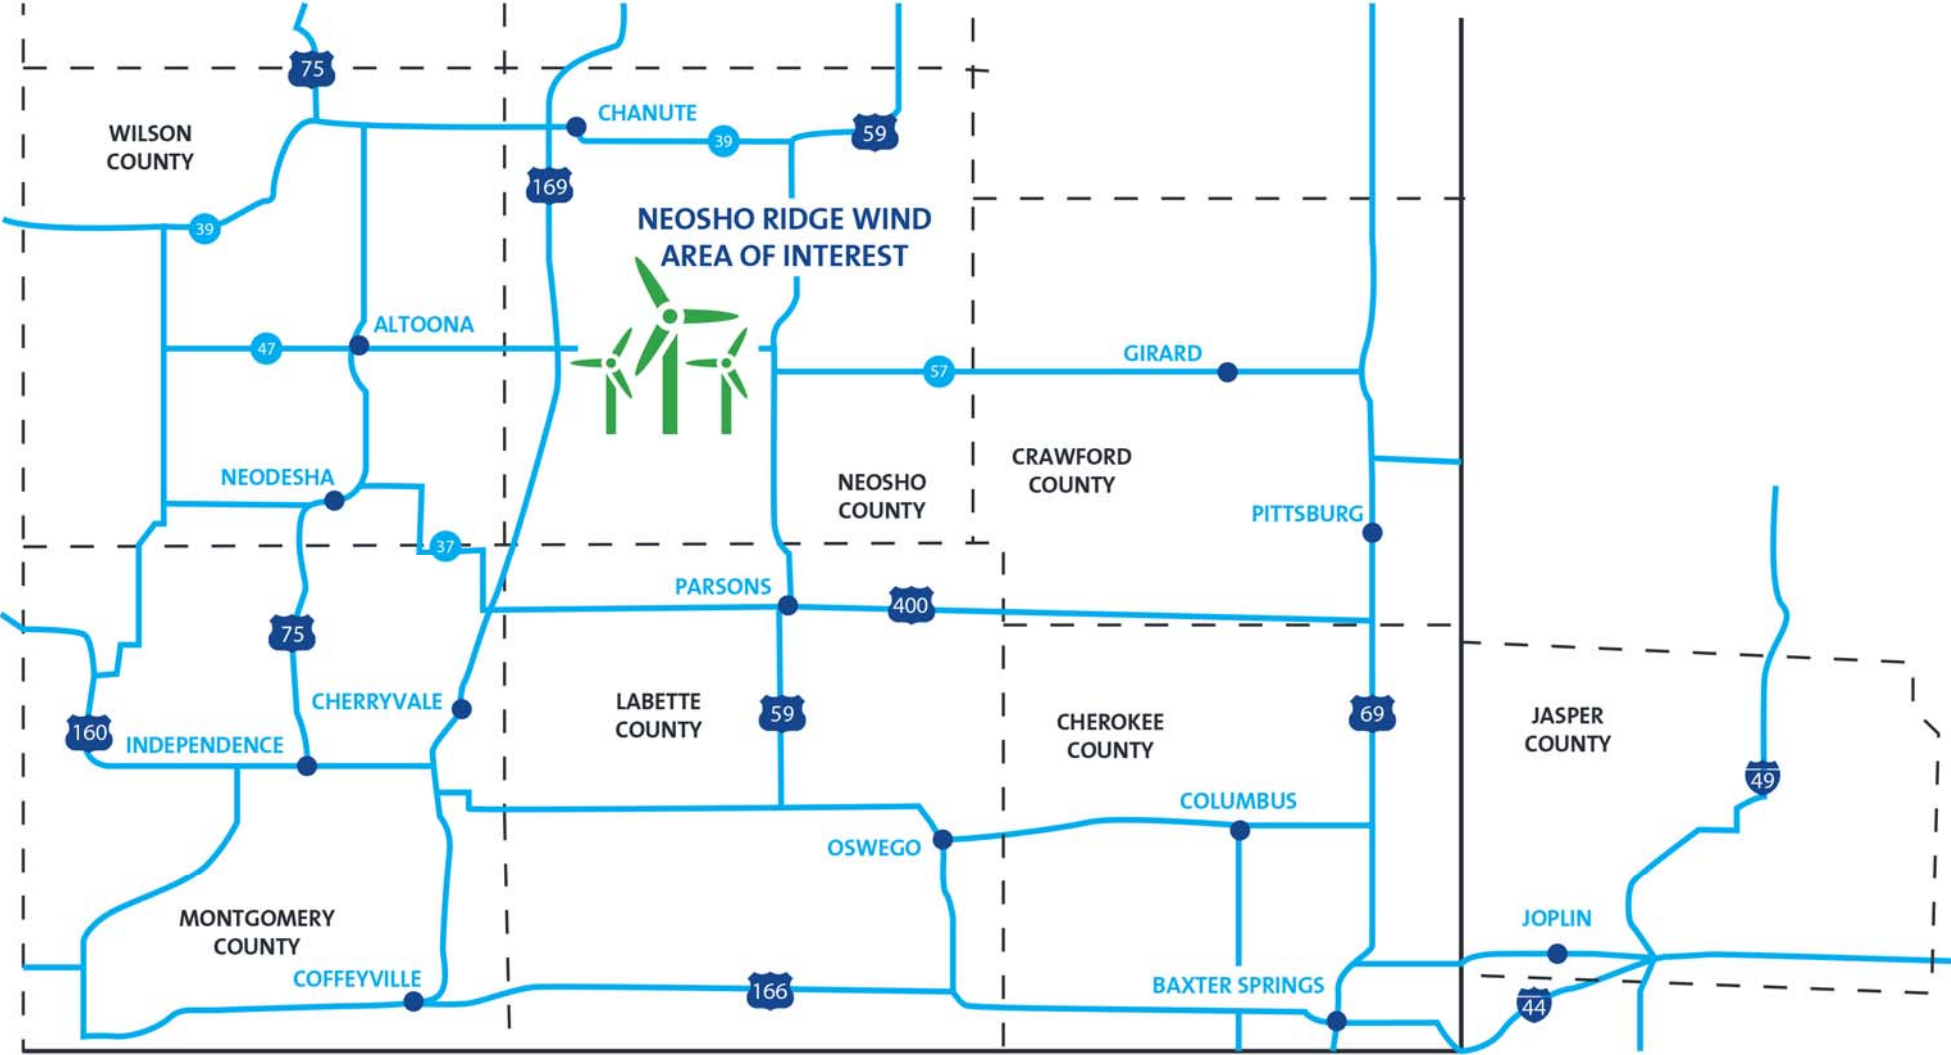 75
CHANUTE
WILSON
COUNTY
39
59
169
NEOSHO RIDGE WIND
AREA OF INTEREST
39
ALTOONA
47
GIRARD
57
CRAWFORD
COUNTY
NEODESHA
NEOSHO
COUNTY
PITTSBURG
37
PARSONS
400
75
CHERRYVALE
LABETTE
COUNTY
59
CHEROKEE
COUNTY
69
JASPER
COUNTY
160
INDEPENDENCE
49
COLUMBUS
OSWEGO
MONTGOMERY
COUNTY
JOPLIN
COFFEYVILLE
166
BAXTER SPRINGS
44